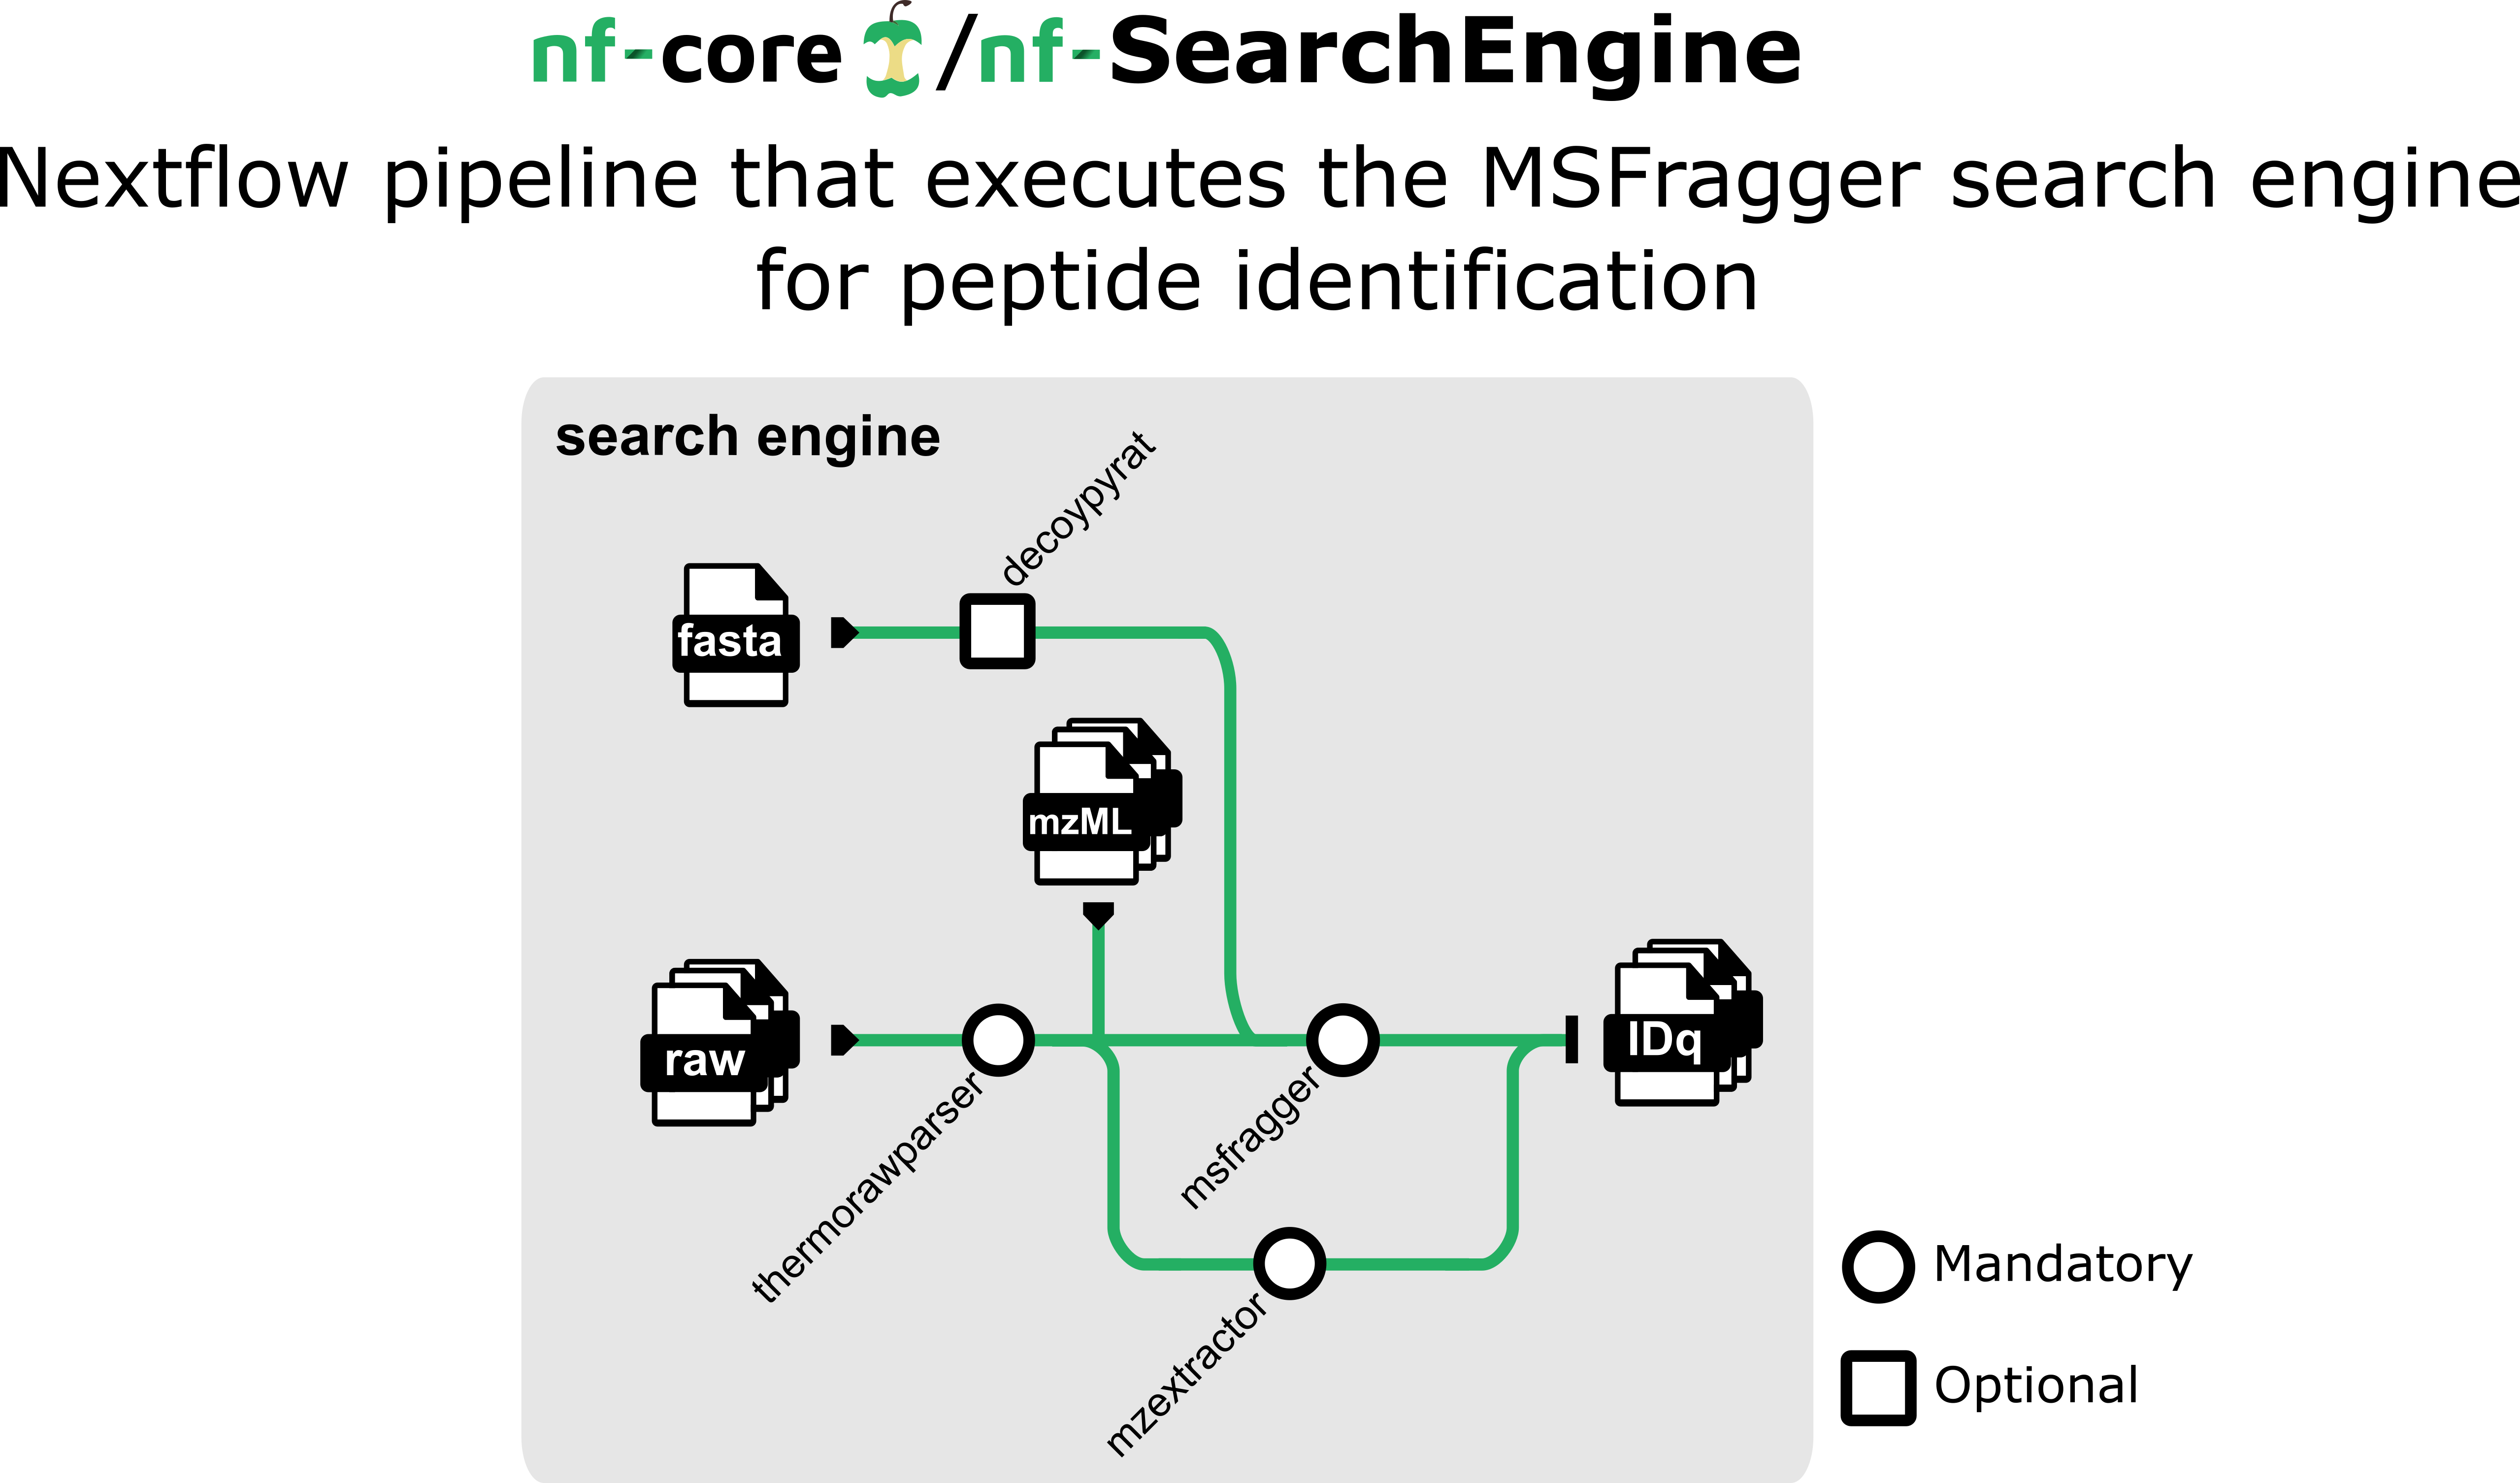 nf-core/nf-SearchEngine
Nextflow pipeline that executes the MSFragger search engine
for peptide identification
search engine
decoypyrat
fasta
mzML
raw
IDq
thermorawparser
msfragger
mzextractor
Mandatory
Optional